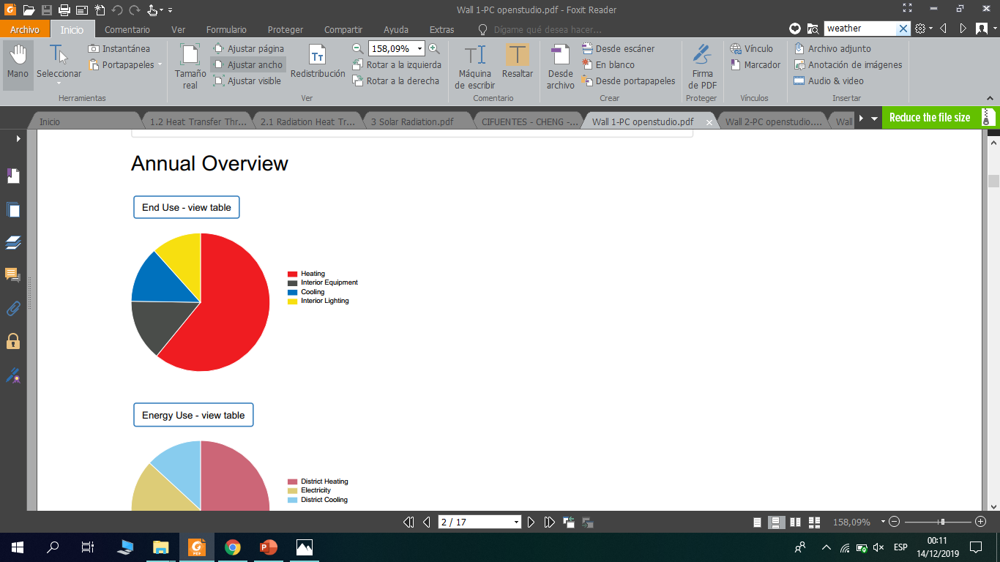 Wall 1-PC openstudio.pdf - Foxit Reader
Archivo Inicio Comentario Ver Formulario Proteger Compartir Ayuda Extras Dígame qué desea hacer... weather
Mano
Seleccionar
Instantánea
Portapapeles
Herramientas
Tamaño
real
Ajustar página
Ajustar ancho
Ajustar visible
Redistribución
158,09%
Rotar a la izquierda
Rotar a la derecha
Ver
Máquina
de escribir
Resaltar
Comentario
Desde
archivo
Desde escáner
En blanco
Desde portapapeles
Crear
Firma
de PDF
Proteger
Vínculo
Marcador
Vínculos
Archivo adjunto
Anotación de imágenes
Audio & video
Insertar
Inicio 1.2 Heat Transfer Thr... 2.1 Radiation Heat Tr... 3 Solar Radiation.pdf CIFUENTES - CHENG -... Wall 1-PC openstudio.pdf Wall 2-PC openstudio.... Wall Reduce the file size
Annual Overview
End Use - view table
Heating
Interior Equipment
Cooling
Interior Lighting
Energy Use - view table
District Heating
Electricity
District Cooling
2 / 17 158,09%
ESP
00:11
14/12/2019